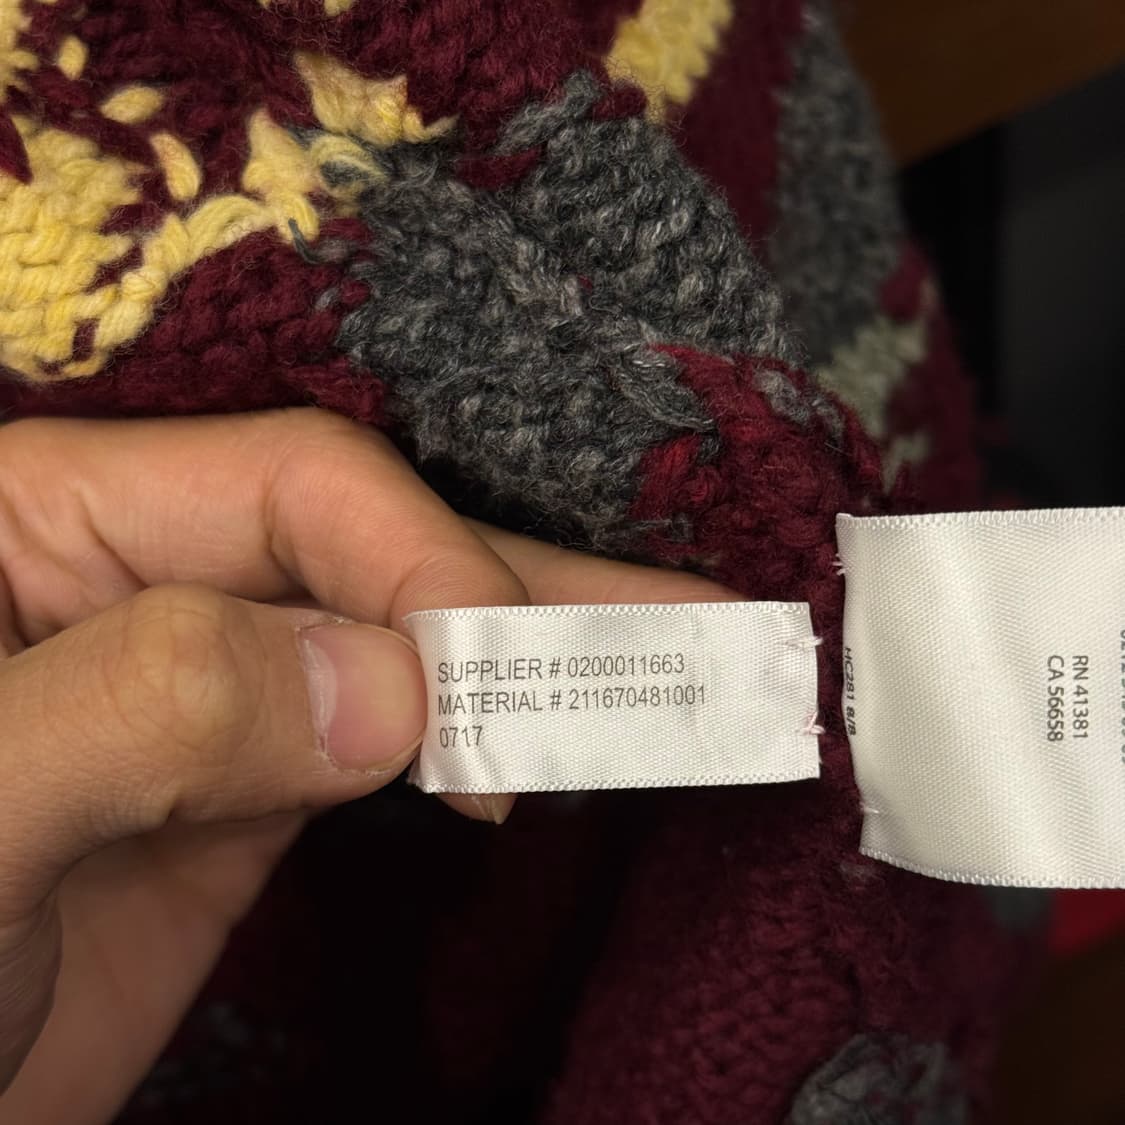 SUPPLIER # 0200011663
MATERIAL # 211670481001
0717
HC281 8/8
RN 41381
CA 56658